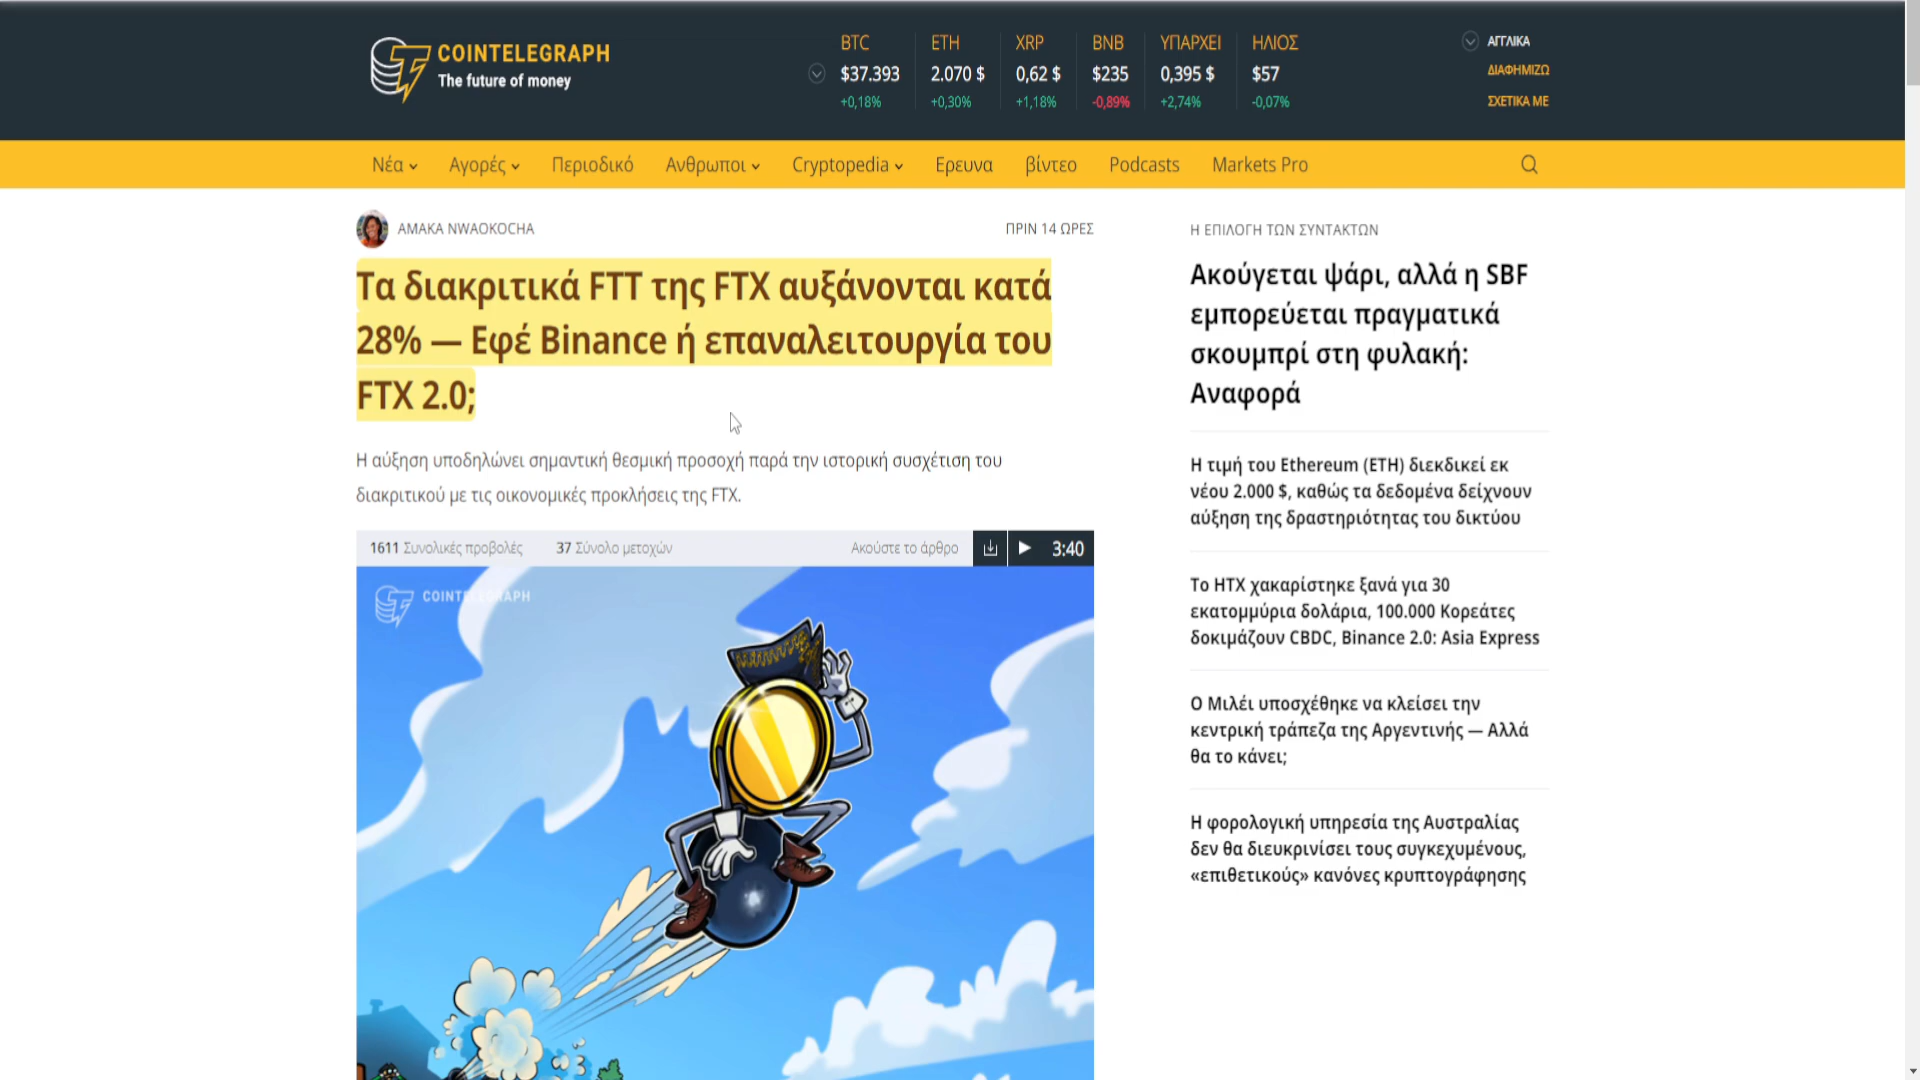 COINTELEGRAPH
The future of money
BTC
$37.393
+0,18%
ETH
2.070 $
+0,30%
XRP
0,62 $
+1,18%
BNB
$235
-0,89%
ΥΠΑΡΧΕΙ
0,395 $
+2,74%
ΗΛΙΟΣ
$57
-0,07%
ΑΓΓΛΙΚΑ
ΔΙΑΦΗΜΙΖΩ
ΣΧΕΤΙΚΑ ΜΕ
Νέα
Αγορές
Περιοδικό
Ανθρωποι
Cryptopedia
Ερευνα
βίντεο
Podcasts
Markets Pro
AMAKA NWAOKOCHA
ΠΡΙΝ 14 ΩΡΕΣ
Τα διακριτικά FTT της FTX αυξάνονται κατά
28% — Εφέ Binance ή επαναλειτουργία του
FTX 2.0;
Η αύξηση υποδηλώνει σημαντική θεσμική προσοχή παρά την ιστορική συσχέτιση του
διακριτικού με τις οικονομικές προκλήσεις της FTX.
1611 Συνολικές προβολές
37 Σύνολο μετοχών
Ακούστε το άρθρο
3:40
COINTELEGRAPH
Η ΕΠΙΛΟΓΗ ΤΩΝ ΣΥΝΤΑΚΤΩΝ
Ακούγεται ψάρι, αλλά η SBF
εμπορεύεται πραγματικά
σκουμπρί στη φυλακή:
Αναφορά
Η τιμή του Ethereum (ETH) διεκδικεί εκ
νέου 2.000 $, καθώς τα δεδομένα δείχνουν
αύξηση της δραστηριότητας του δικτύου
Το HTX χακαρίστηκε ξανά για 30
εκατομμύρια δολάρια, 100.000 Κορεάτες
δοκιμάζουν CBDC, Binance 2.0: Asia Express
Ο Μιλέι υποσχέθηκε να κλείσει την
κεντρική τράπεζα της Αργεντινής — Αλλά
θα το κάνει;
Η φορολογική υπηρεσία της Αυστραλίας
δεν θα διευκρινίσει τους συγκεχυμένους,
«επιθετικούς» κανόνες κρυπτογράφησης